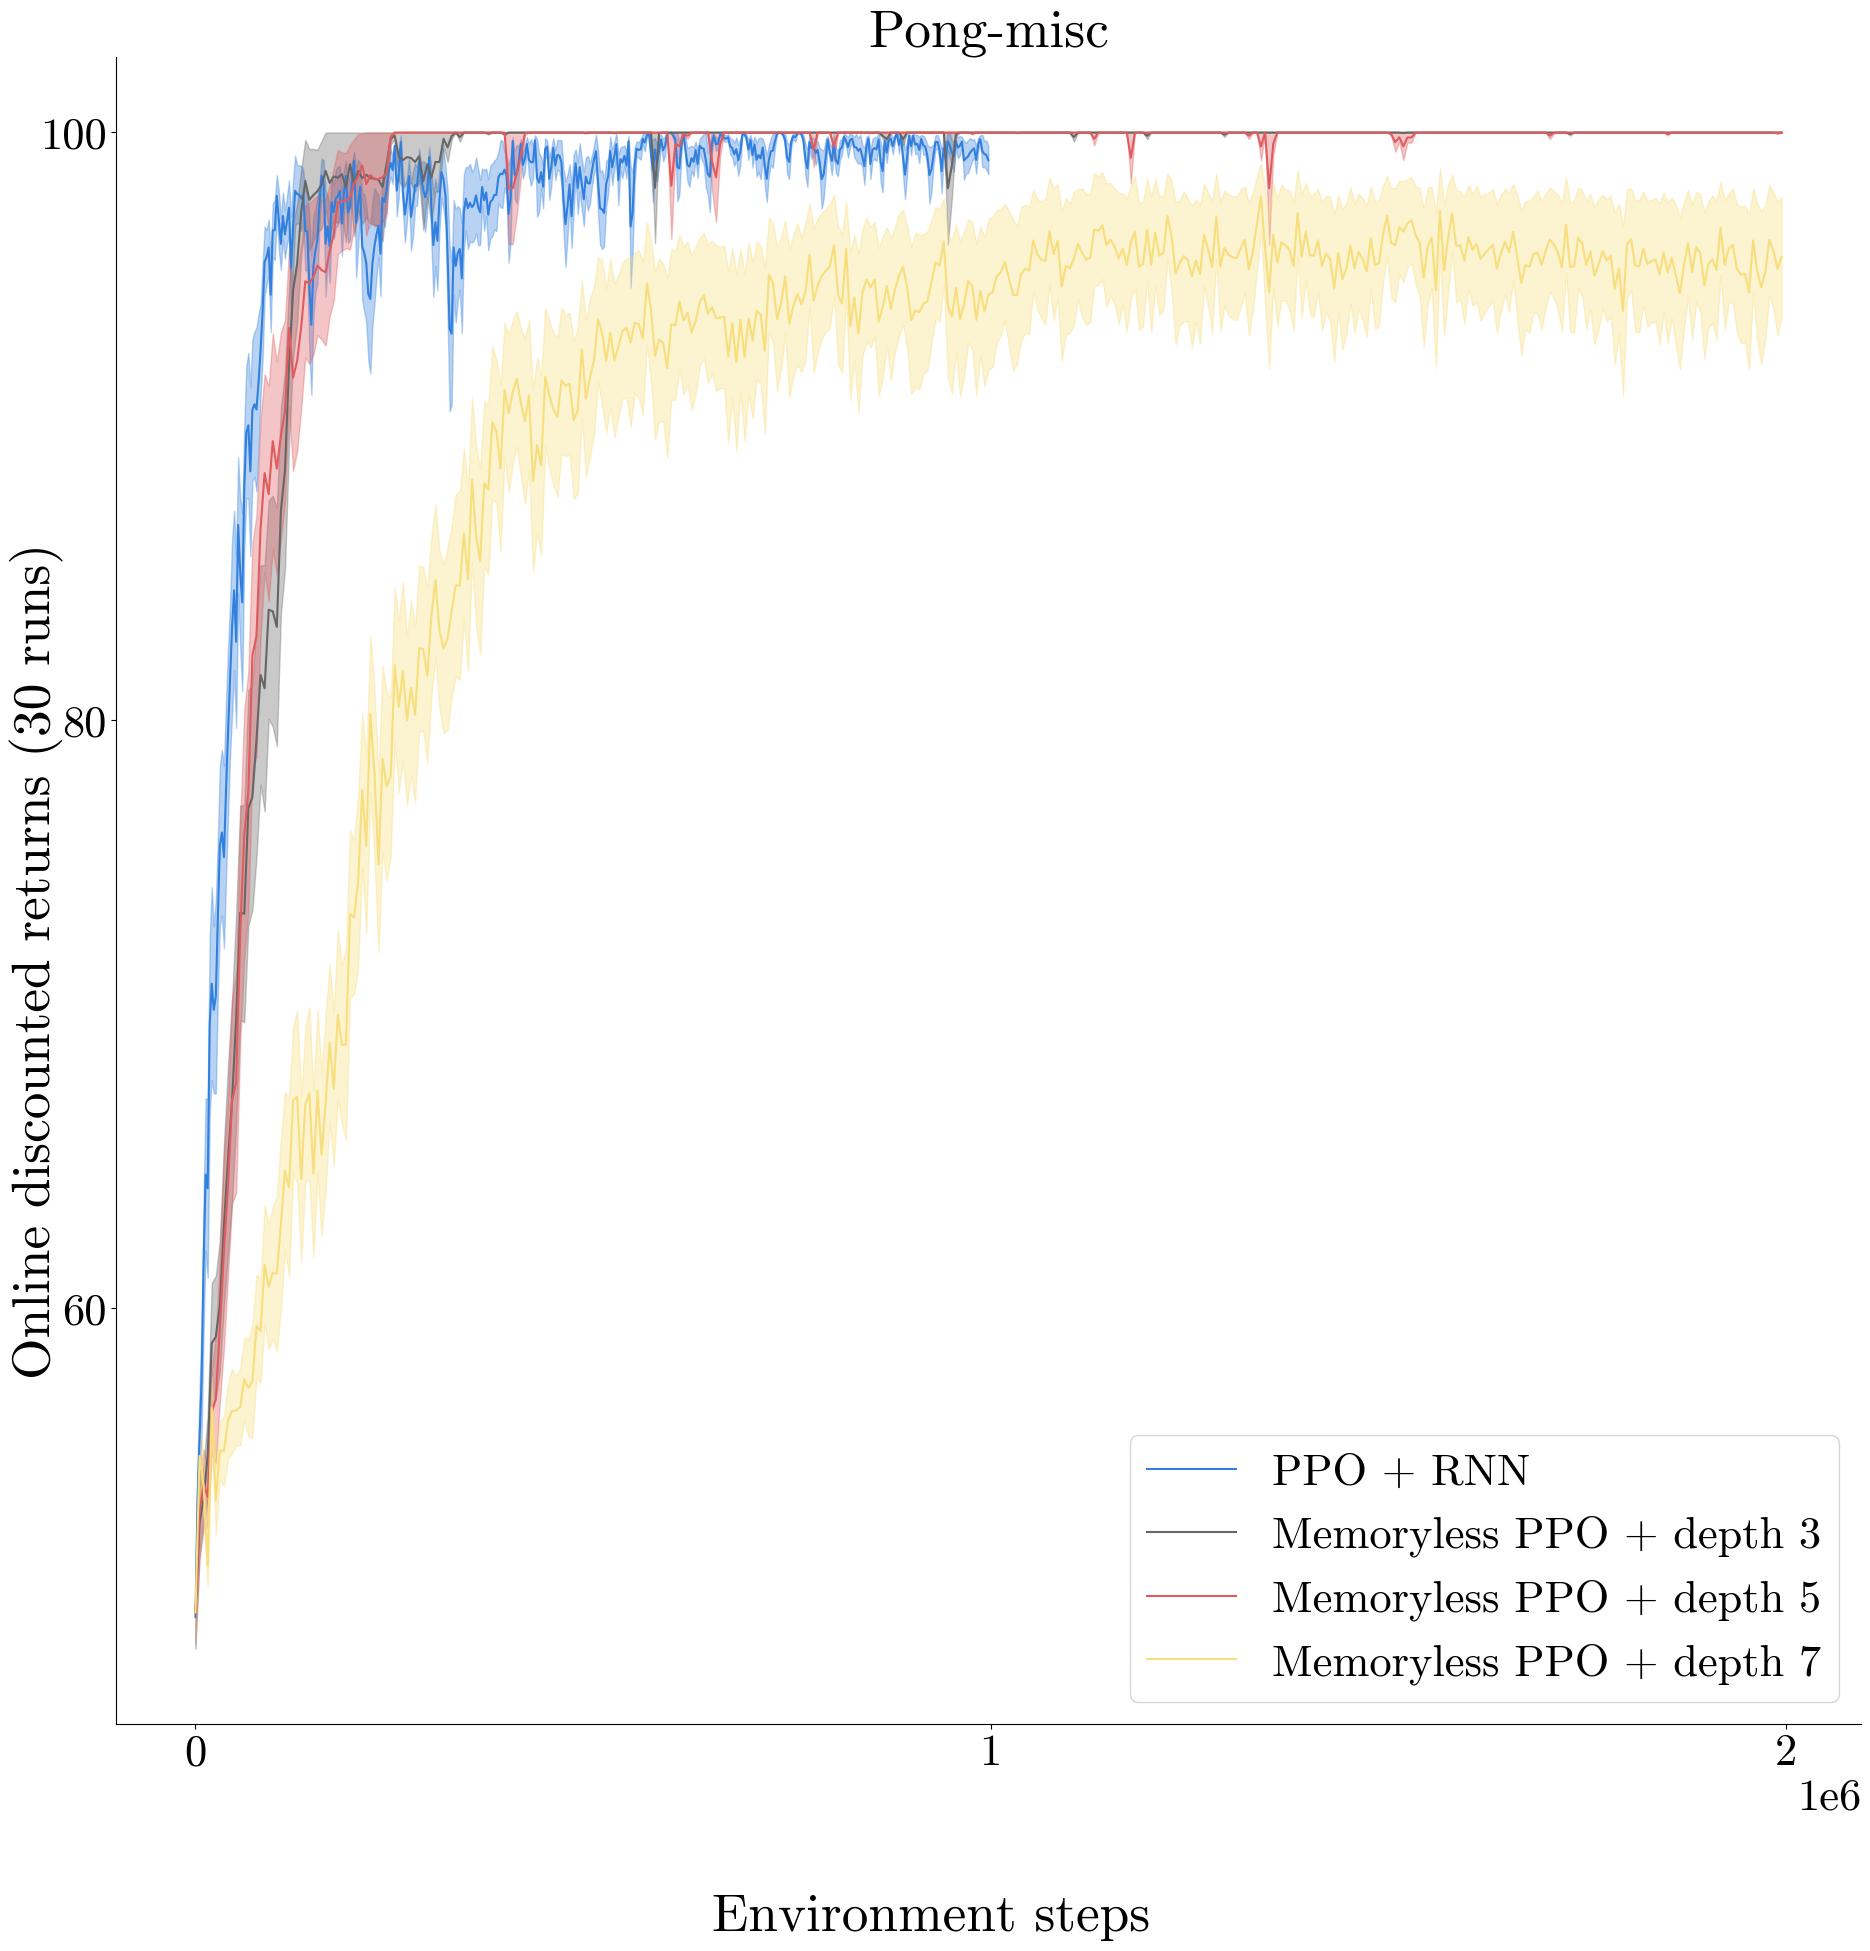 Pong-misc
Online discounted returns (30 runs)
100
80
60
PPO + RNN
Memoryless PPO + depth 3
Memoryless PPO + depth 5
Memoryless PPO + depth 7
0
1
2
1e6
Environment steps